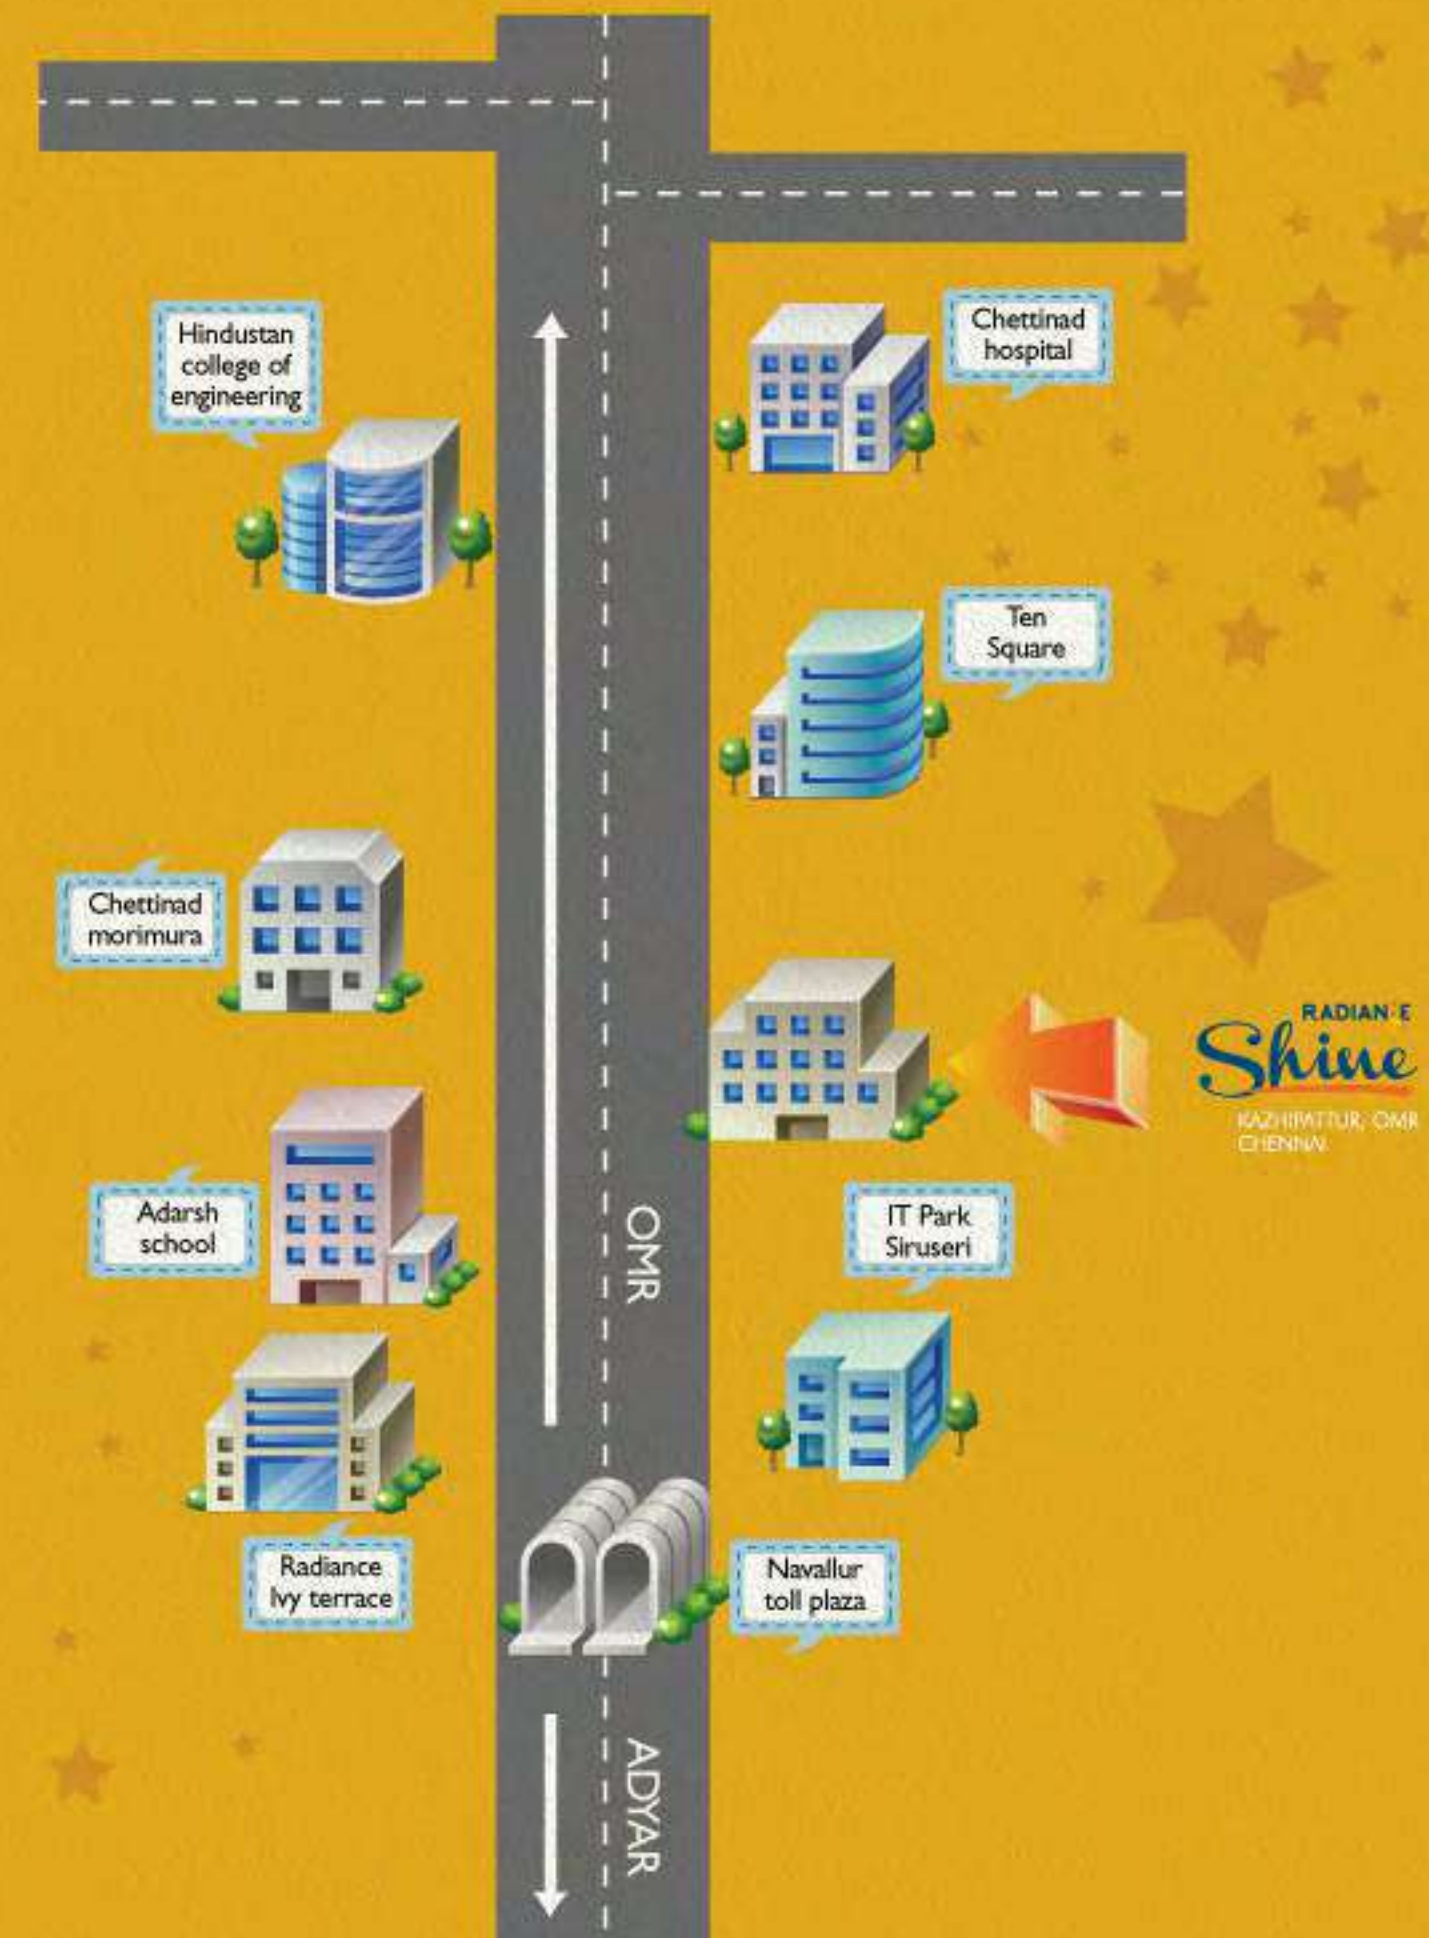 Hindustan
college of
engineering
Chettinad
hospital
Ten
Square
Chettinad
morimura
RADIAN E
Shine
KAZHIPATTUR, OMR
CHENNAI.
Adarsh
school
IT Park
Siruseri
OMR
Radiance
Ivy terrace
Navallur
toll plaza
ADYAR